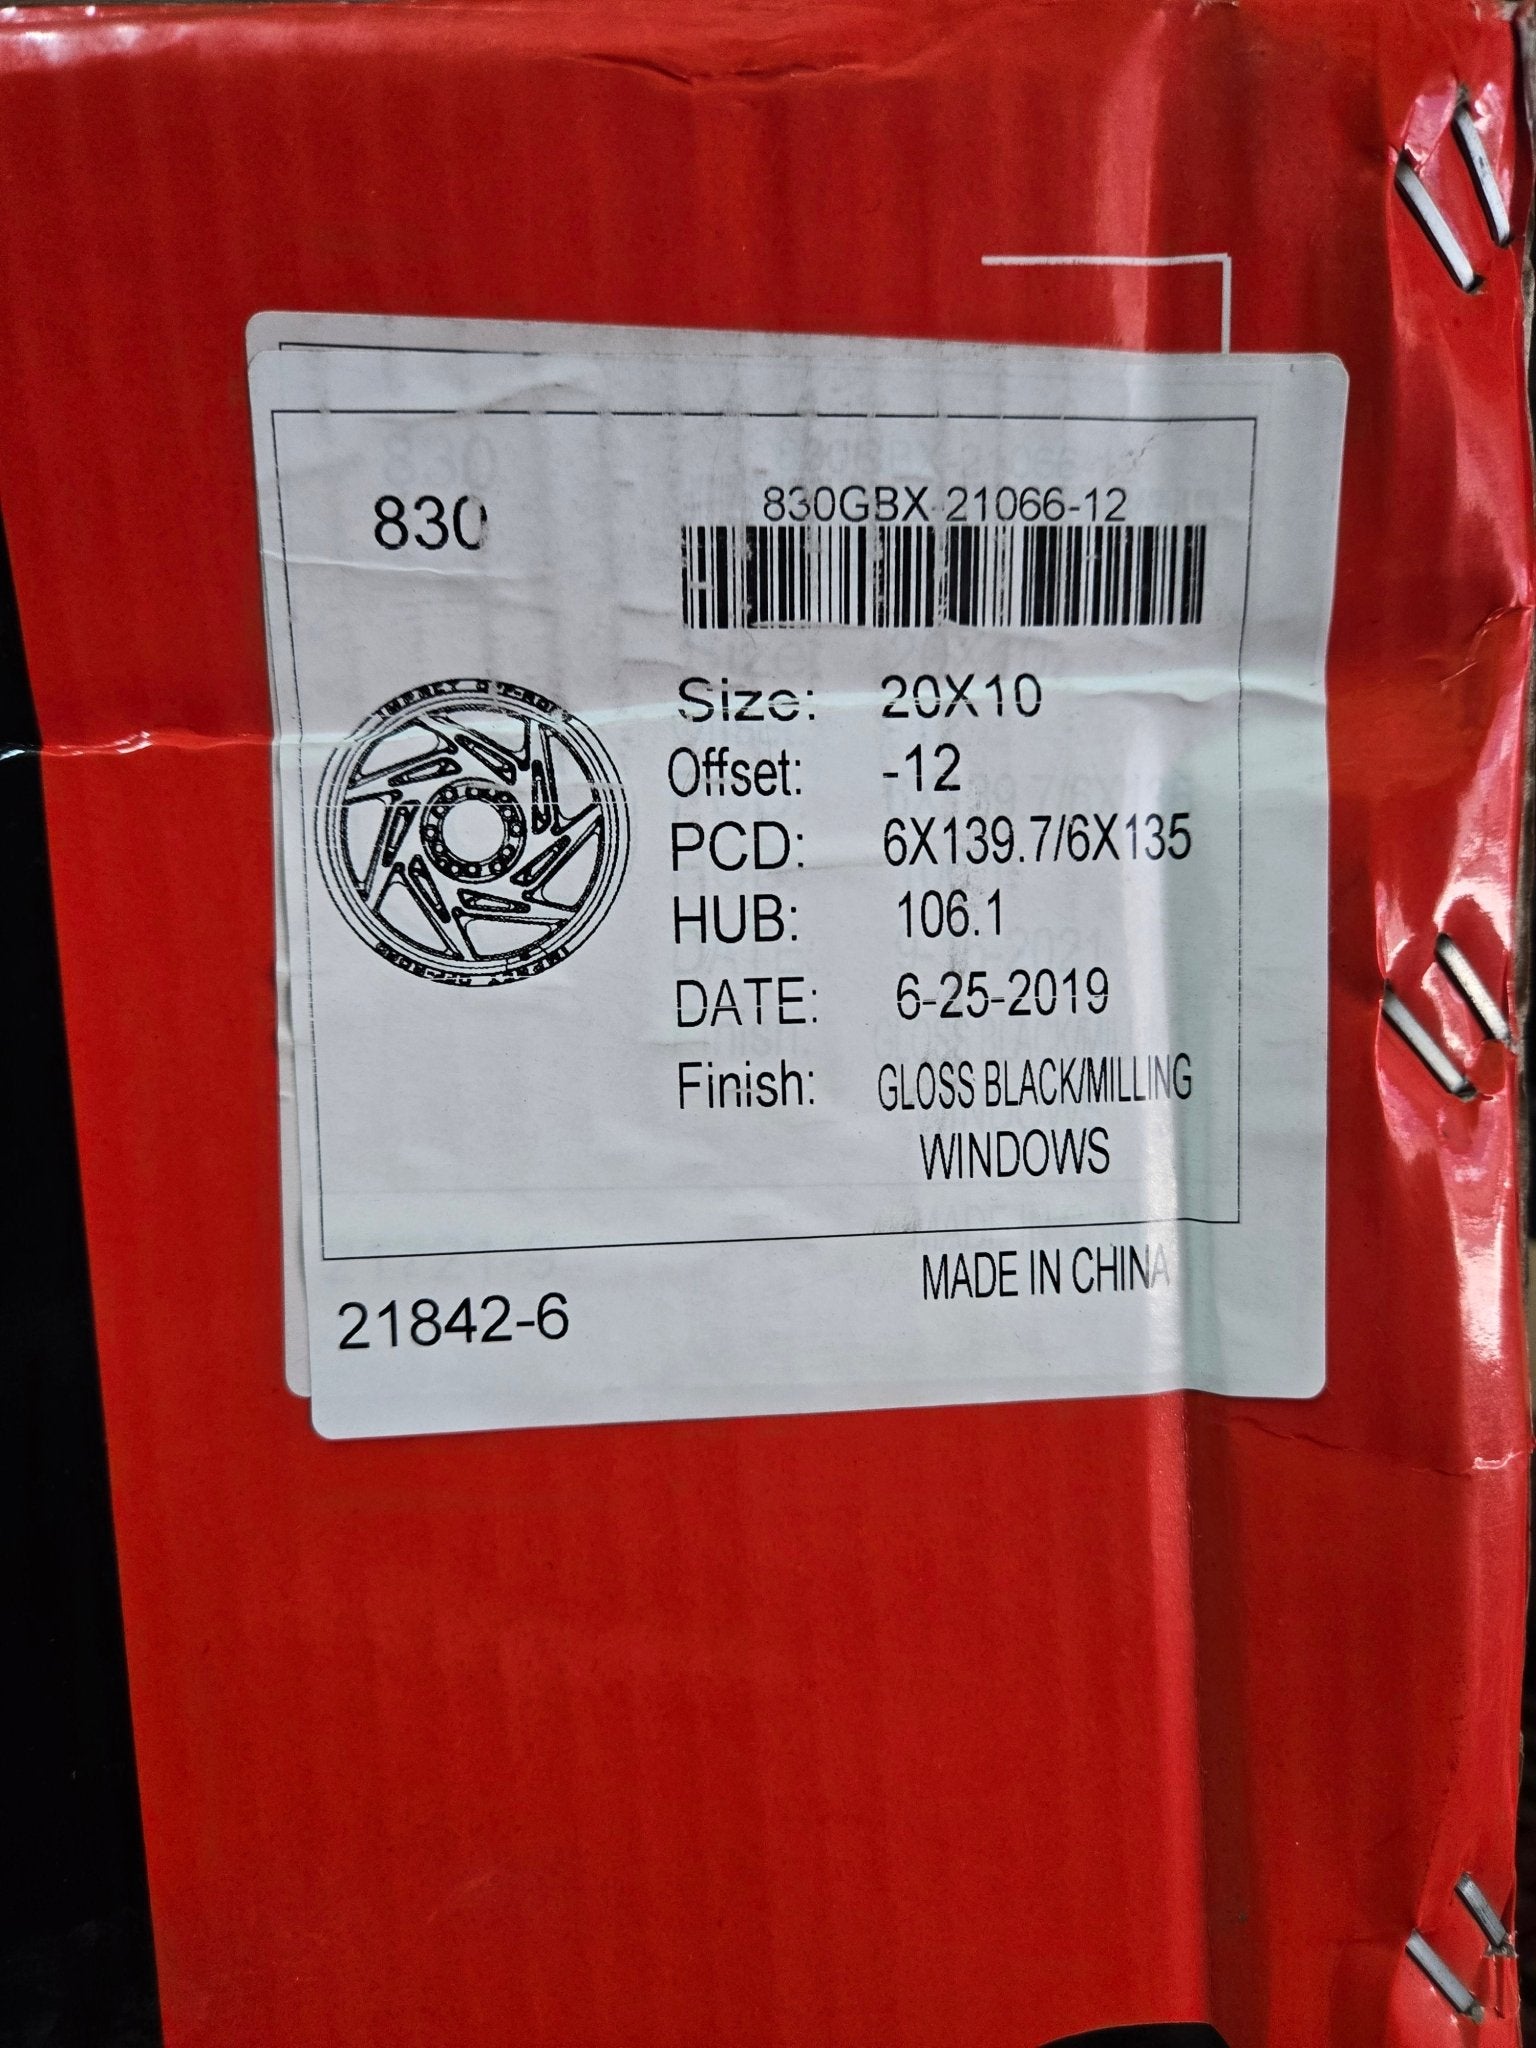 830
830GBX-21066-12
Size: 20X10
Offset: -12
PCD: 6X139.7/6X135
HUB: 106.1
DATE: 6-25-2019
Finish: GLOSS BLACK/MILLING
WINDOWS
MADE IN CHINA
21842-6